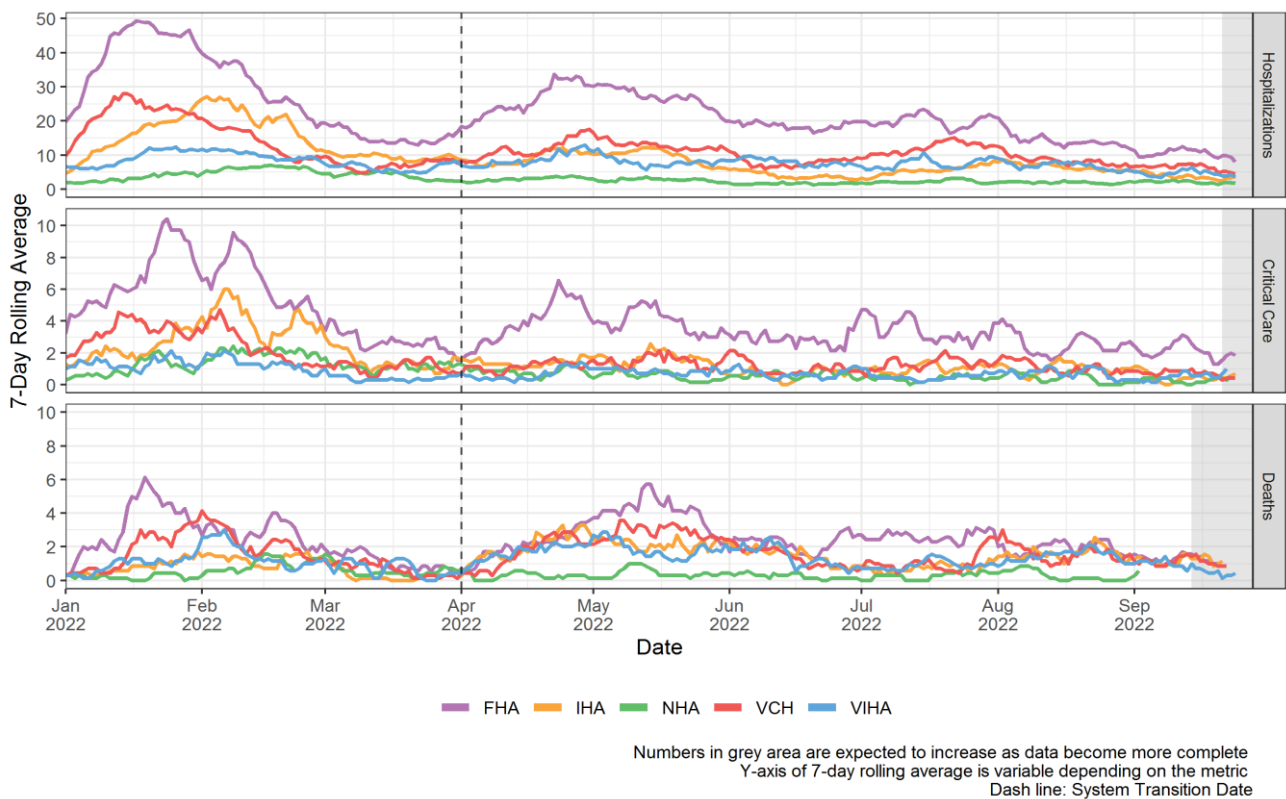 50
40
30
20
10
0
Hospitalizations
10
8
6
4
2
0
Critical Care
7-Day Rolling Average
10
8
6
4
2
0
Deaths
Jan Feb Mar Apr May Jun Jul Aug Sep
2022 2022 2022 2022 2022 2022 2022 2022 2022
Date
FHA IHA NHA VCH VIHA
Numbers in grey area are expected to increase as data become more complete
Y-axis of 7-day rolling average is variable depending on the metric
Dash line: System Transition Date